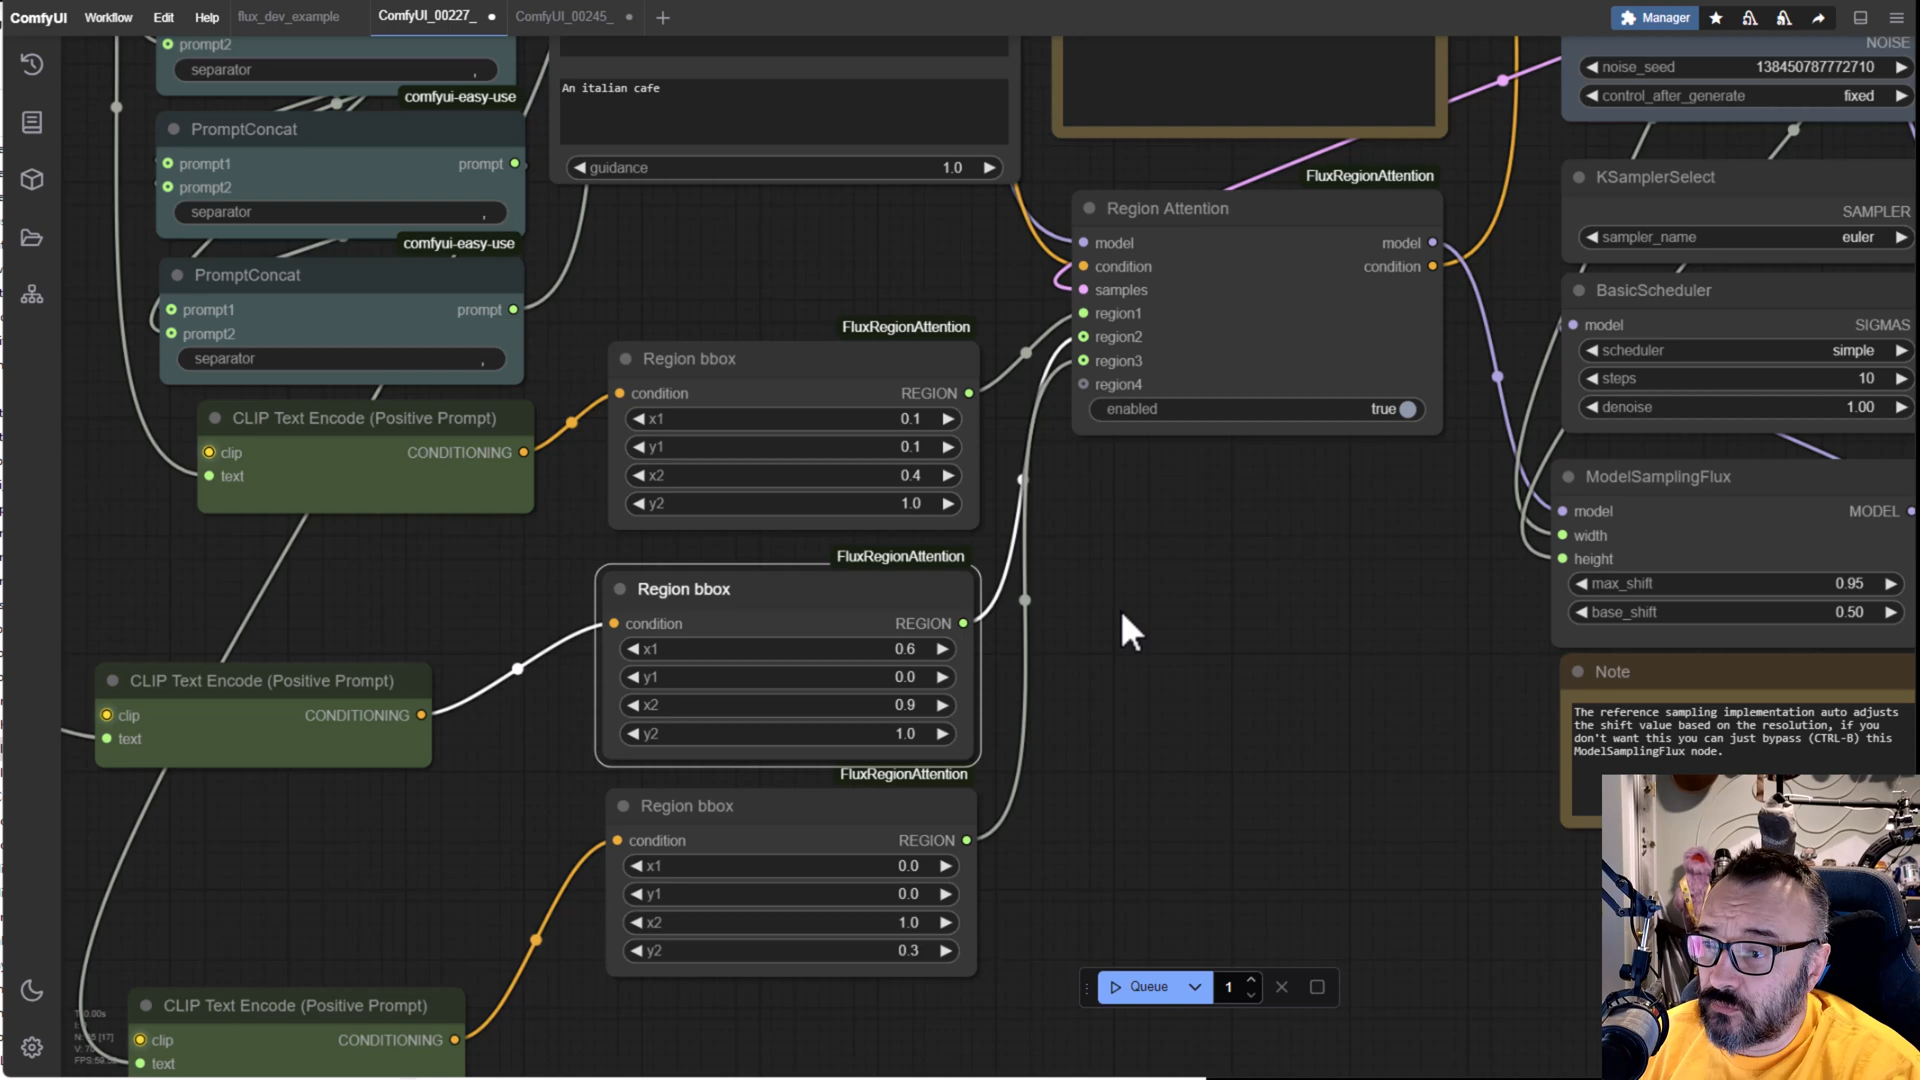 ComfyUI Workflow Edit Help flux_dev_example ComfyUI_00227_ ComfyUI_00245_ Manager
prompt2
separator ,
comfyui-easy-use
PromptConcat
prompt1 prompt
prompt2
separator ,
comfyui-easy-use
PromptConcat
prompt1 prompt
prompt2
separator ,
CLIP Text Encode (Positive Prompt)
clip CONDITIONING
text
CLIP Text Encode (Positive Prompt)
clip CONDITIONING
text
CLIP Text Encode (Positive Prompt)
clip CONDITIONING
text
An italian cafe
guidance 1.0
FluxRegionAttention
Region bbox
condition REGION
x1 0.1
y1 0.1
x2 0.4
y2 1.0
FluxRegionAttention
Region bbox
condition REGION
x1 0.6
y1 0.0
x2 0.9
y2 1.0
FluxRegionAttention
Region bbox
condition REGION
x1 0.0
y1 0.0
x2 1.0
y2 0.3
FluxRegionAttention
Region Attention
model model
condition condition
samples
region1
region2
region3
region4
enabled true
Queue 1
NOISE
noise_seed 138450787772710
control_after_generate fixed
KSamplerSelect
SAMPLER
sampler_name euler
BasicScheduler
model SIGMAS
scheduler simple
steps 10
denoise 1.00
ModelSamplingFlux
model MODEL
width
height
max_shift 0.95
base_shift 0.50
Note
The reference sampling implementation auto adjusts
the shift value based on the resolution, if you
don't want this you can just bypass (CTRL-B) this
ModelSamplingFlux node.